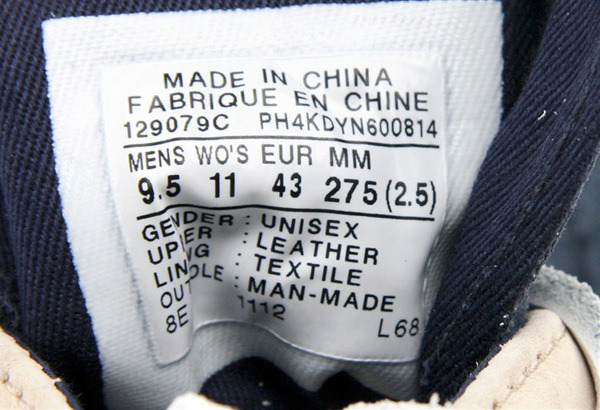 MADE IN CHINA
FABRIQUE EN CHINE
129079C PH4KDYN600814
MENS WO'S EUR MM
9.5 11 43 275 (2.5)
GENDER : UNISEX
UPPER : LEATHER
LINING : TEXTILE
OUTSOLE : MAN-MADE
8E 1112 L68